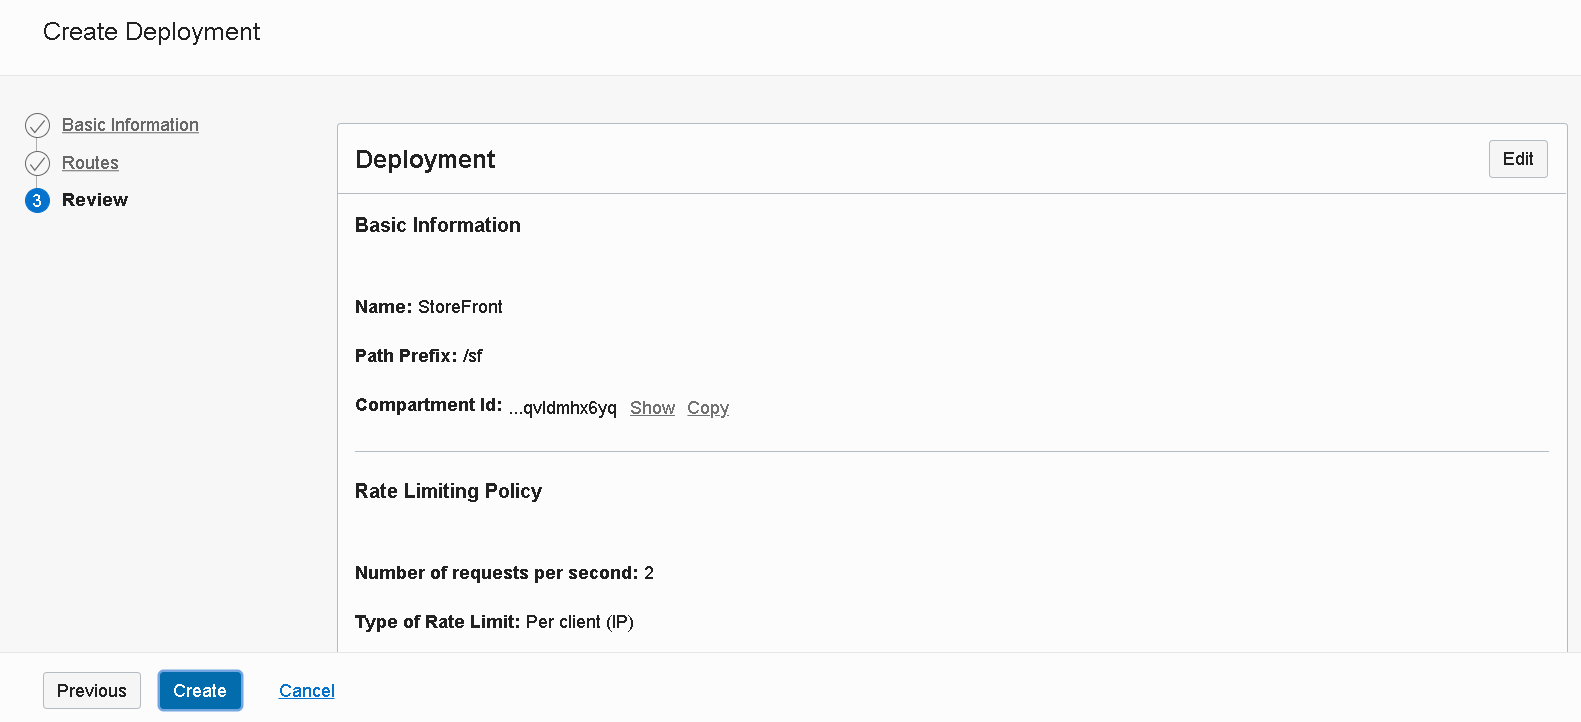 Create Deployment
Basic Information
Routes
3 Review
Deployment
Edit
Basic Information
Name: StoreFront
Path Prefix: /sf
Compartment Id: ...qvldmhx6yq Show Copy
Rate Limiting Policy
Number of requests per second: 2
Type of Rate Limit: Per client (IP)
Previous Create Cancel